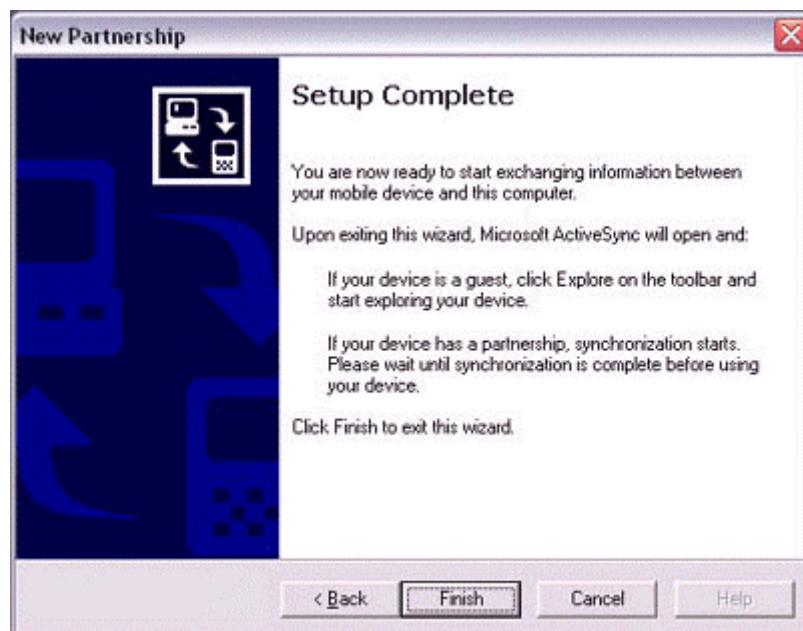 New Partnership
Setup Complete
You are now ready to start exchanging information between
your mobile device and this computer.
Upon exiting this wizard, Microsoft ActiveSync will open and:
If your device is a guest, click Explore on the toolbar and
start exploring your device.
If your device has a partnership, synchronization starts.
Please wait until synchronization is complete before using
your device.
Click Finish to exit this wizard.
< Back Finish Cancel Help